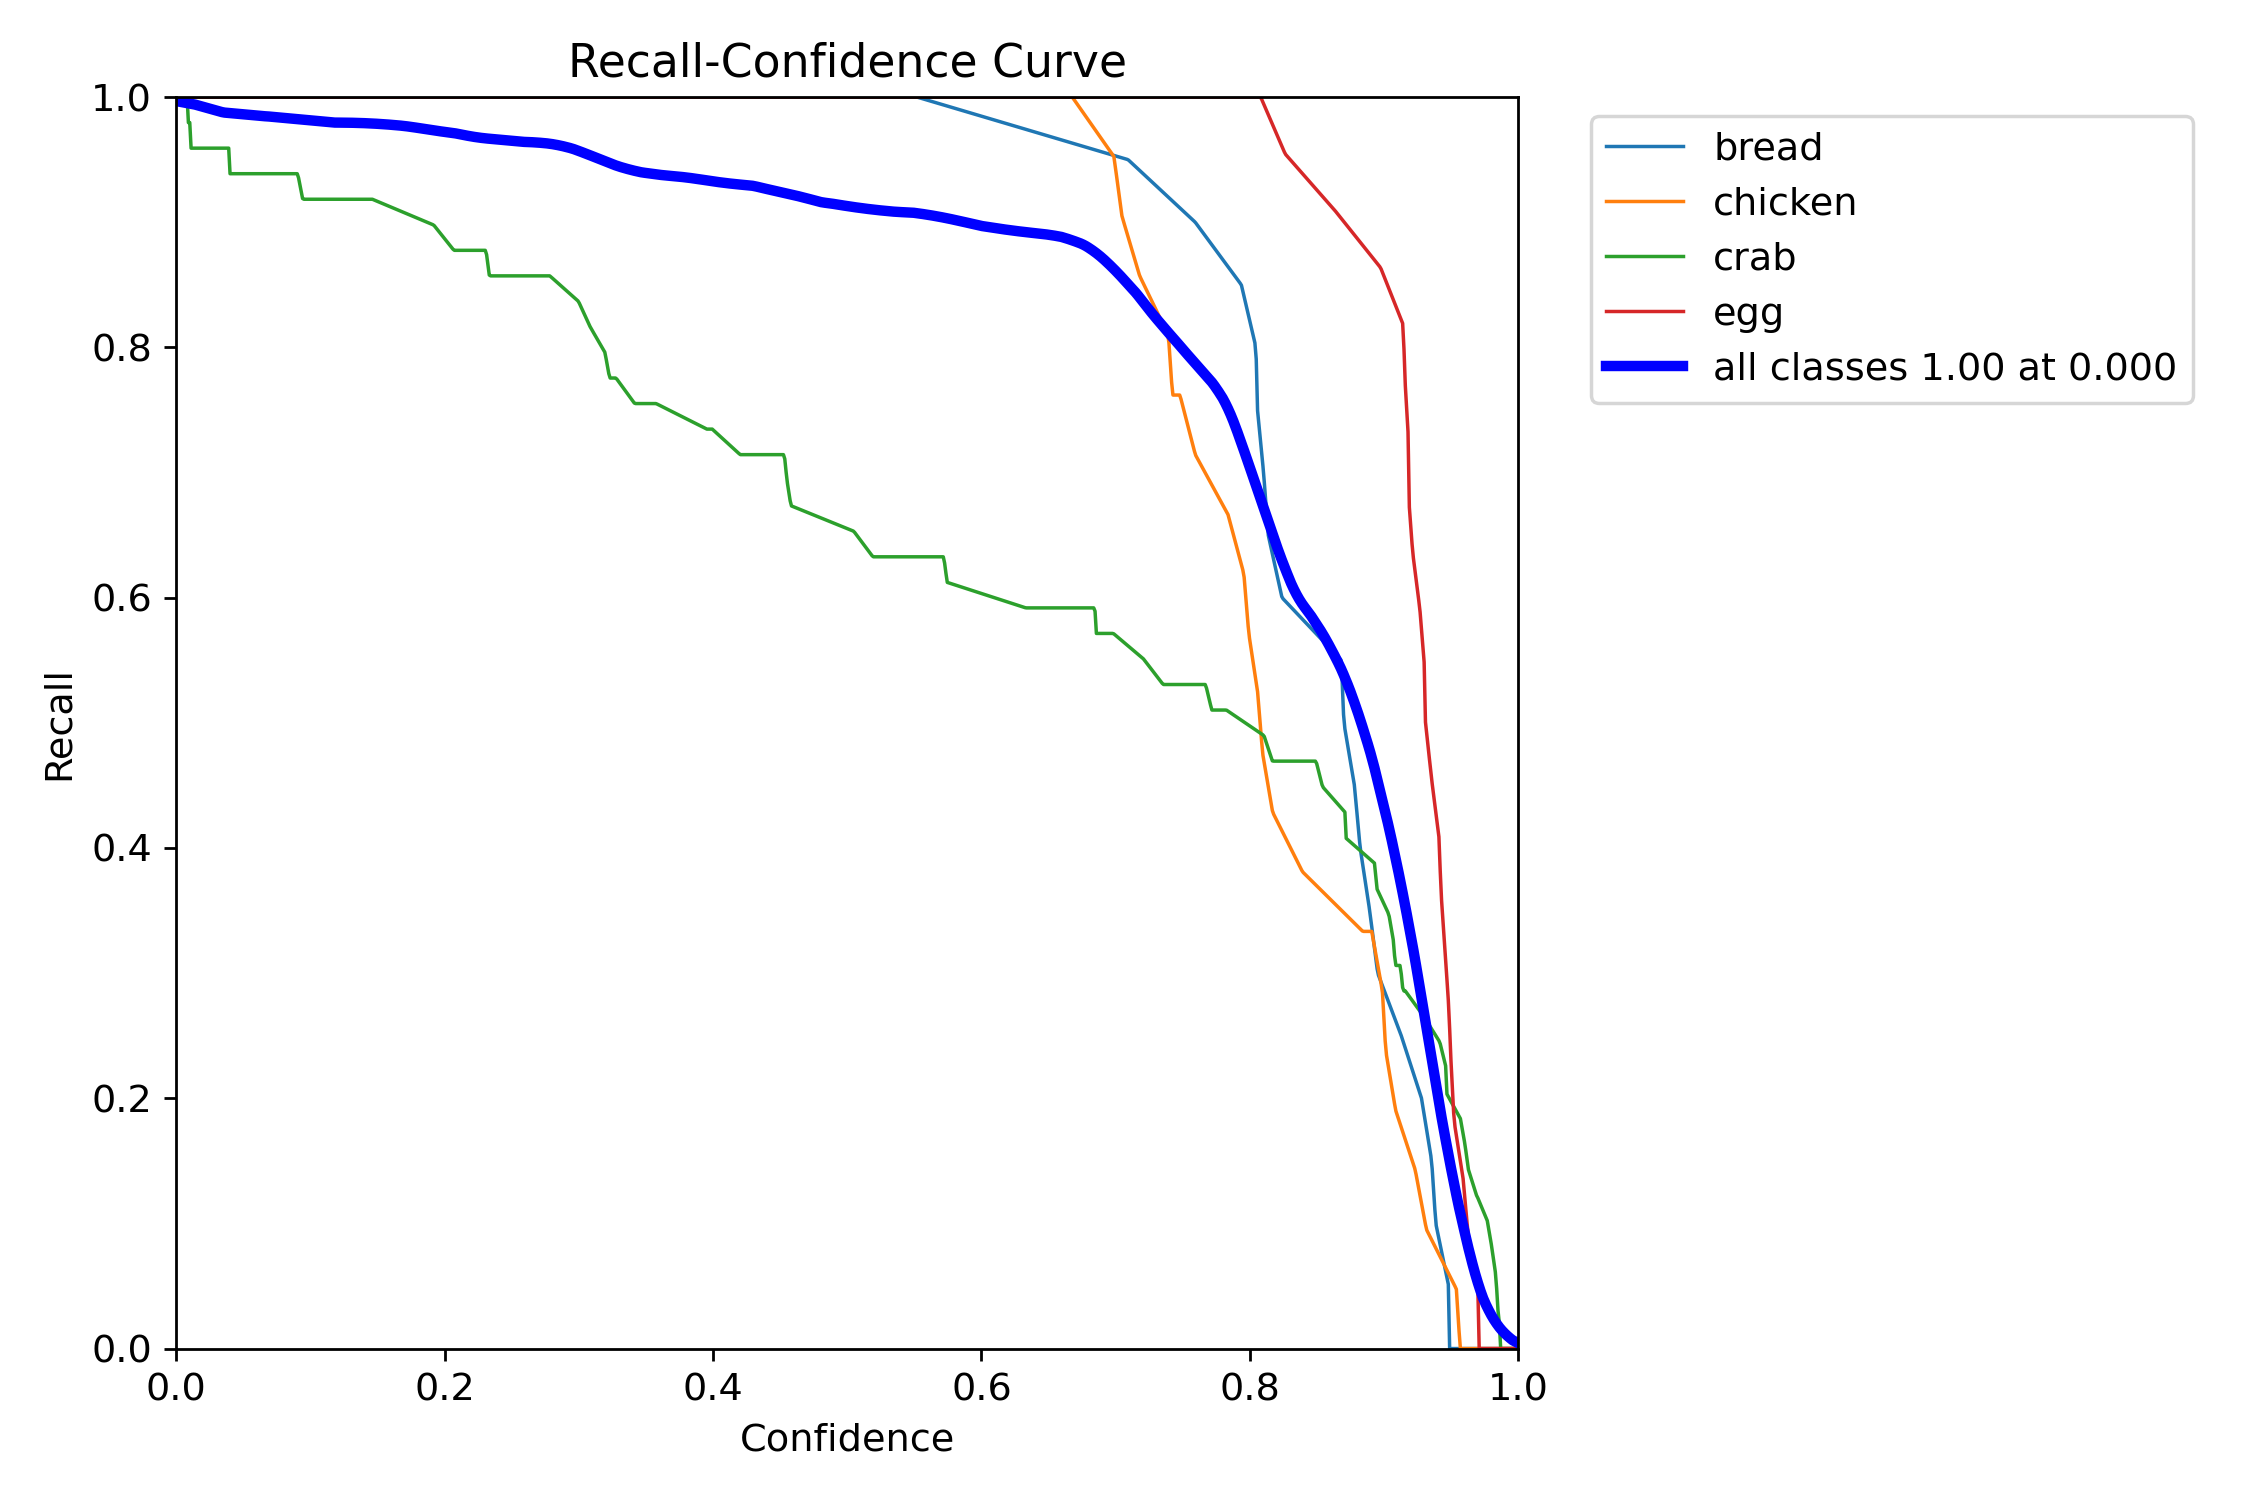 Recall-Confidence Curve
1.0
0.8
0.6
0.4
0.2
0.0
Recall
0.0 0.2 0.4 0.6 0.8 1.0
Confidence
bread
chicken
crab
egg
all classes 1.00 at 0.000